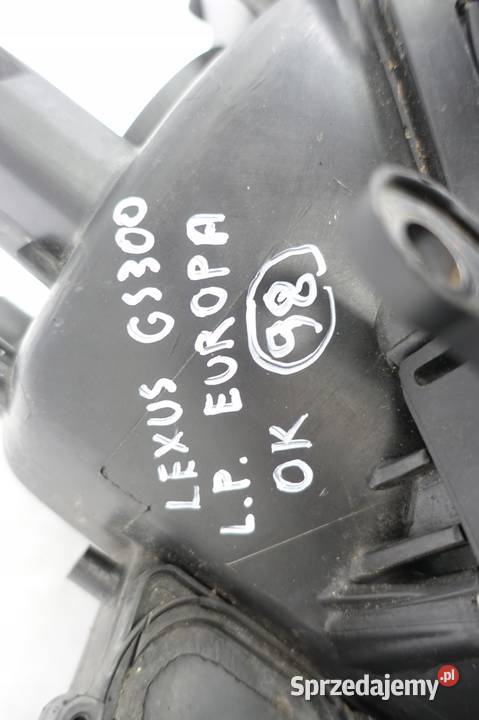 LEXUS GS300
L.P. EUROPA
OK 98
Sprzedajemy.pl